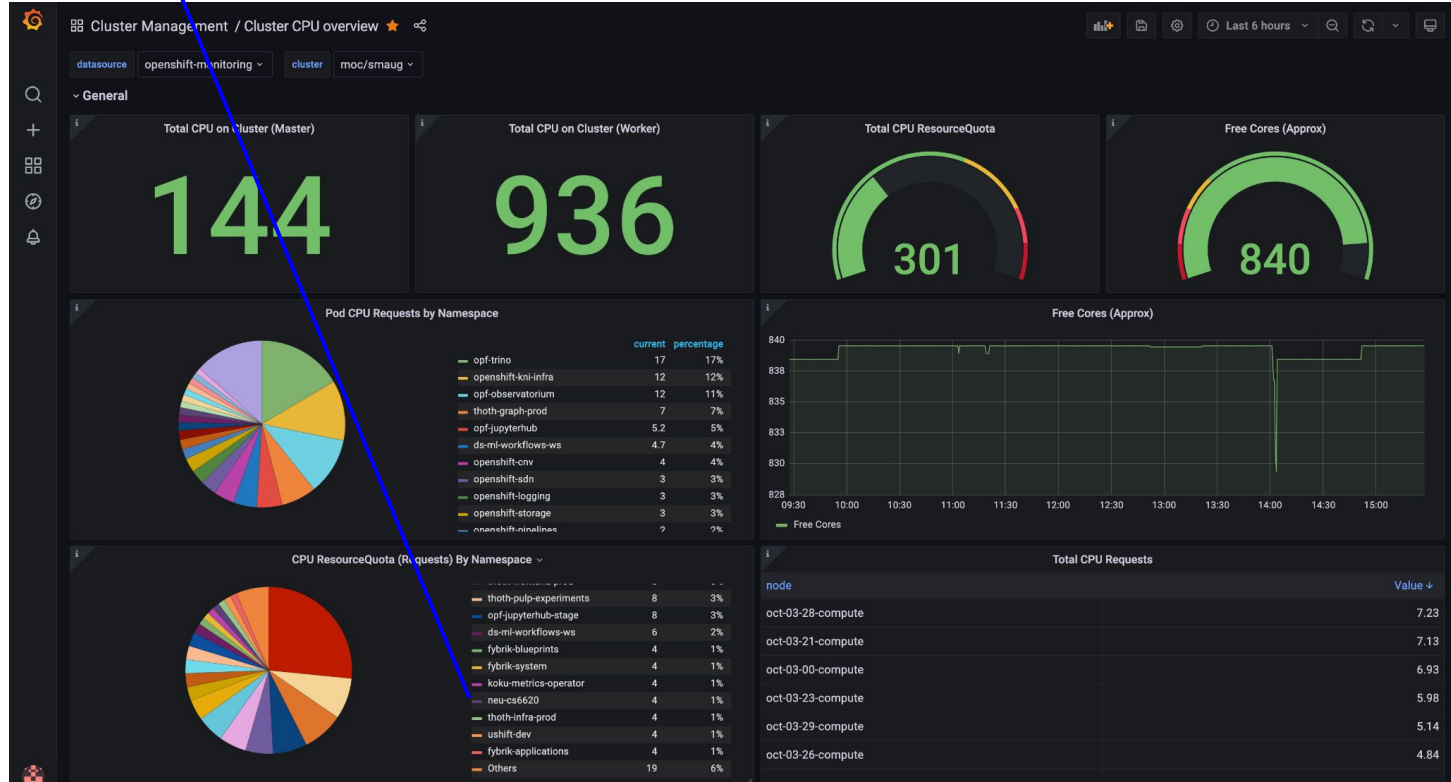 Cluster Management / Cluster CPU overview
Last 6 hours
datasource openshift-monitoring cluster moc/smaug
General
Total CPU on Cluster (Master)
144
Total CPU on Cluster (Worker)
936
Total CPU ResourceQuota
301
Free Cores (Approx)
840
Pod CPU Requests by Namespace
current percentage
opf-trino 17 17%
openshift-kni-infra 12 12%
opf-observatorium 12 11%
thoth-graph-prod 7 7%
opf-jupyterhub 5.2 5%
ds-ml-workflows-ws 4.7 4%
openshift-cnv 4 4%
openshift-sdn 3 3%
openshift-logging 3 3%
openshift-storage 3 3%
openshift-pipelines 2 2%
Free Cores (Approx)
840
838
835
833
830
828
09:30 10:00 10:30 11:00 11:30 12:00 12:30 13:00 13:30 14:00 14:30 15:00
Free Cores
CPU ResourceQuota (Requests) By Namespace
thoth-pulp-experiments 8 3%
opf-jupyterhub-stage 8 3%
ds-ml-workflows-ws 6 2%
fybrik-blueprints 4 1%
fybrik-system 4 1%
koku-metrics-operator 4 1%
neu-cs6620 4 1%
thoth-infra-prod 4 1%
ushift-dev 4 1%
fybrik-applications 4 1%
Others 19 6%
Total CPU Requests
node Value
oct-03-28-compute 7.23
oct-03-21-compute 7.13
oct-03-00-compute 6.93
oct-03-23-compute 5.98
oct-03-29-compute 5.14
oct-03-26-compute 4.84